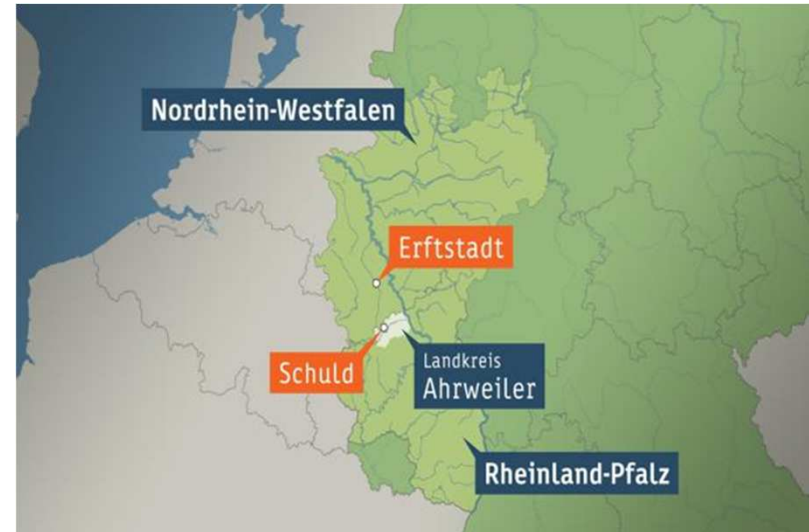 Nordrhein-Westfalen
Erftstadt
Schuld
Landkreis
Ahrweiler
Rheinland-Pfalz